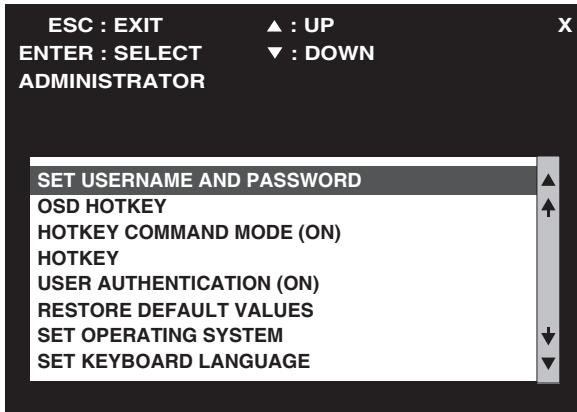 ESC : EXIT ▲ : UP X
ENTER : SELECT ▼ : DOWN
ADMINISTRATOR
SET USERNAME AND PASSWORD
OSD HOTKEY
HOTKEY COMMAND MODE (ON)
HOTKEY
USER AUTHENTICATION (ON)
RESTORE DEFAULT VALUES
SET OPERATING SYSTEM
SET KEYBOARD LANGUAGE